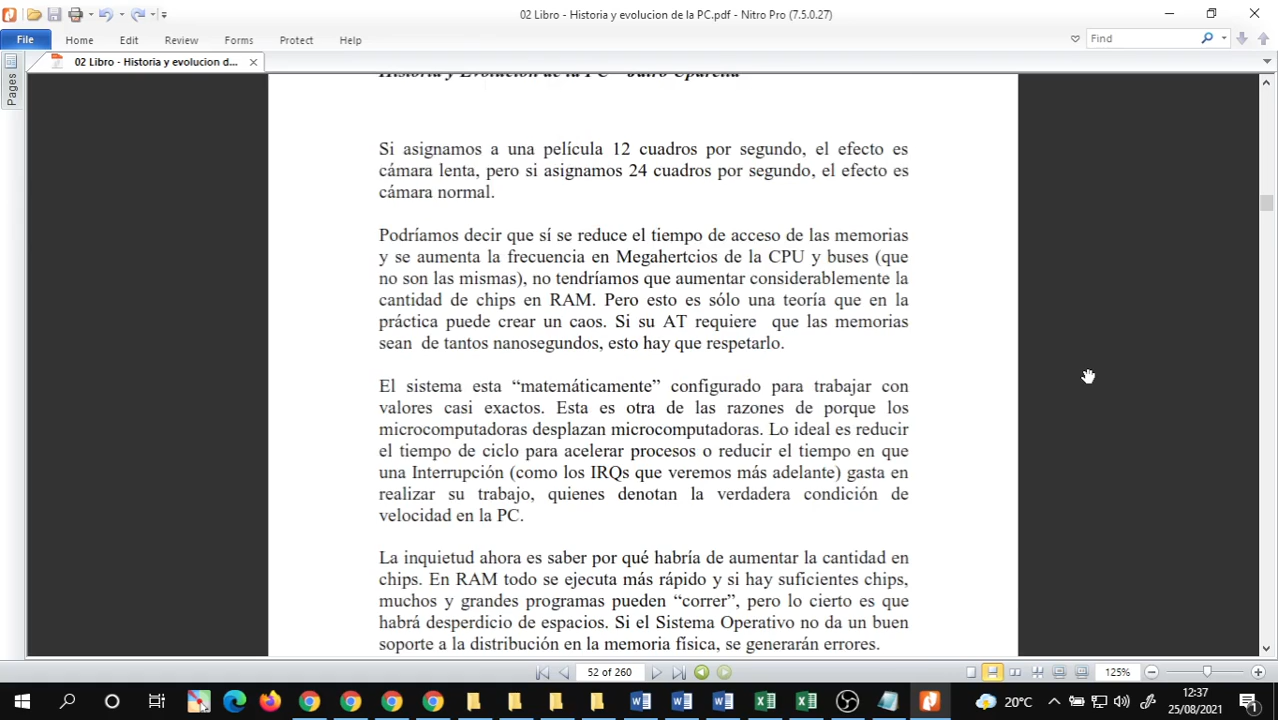 02 Libro - Historia y evolucion de la PC.pdf - Nitro Pro (7.5.0.27)
File Home Edit Review Forms Protect Help Find
02 Libro - Historia y evolucion d...
Pages
Historia y Evolución de la PC – Jairo Uparella
Si asignamos a una película 12 cuadros por segundo, el efecto es
cámara lenta, pero si asignamos 24 cuadros por segundo, el efecto es
cámara normal.
Podríamos decir que sí se reduce el tiempo de acceso de las memorias
y se aumenta la frecuencia en Megahertcios de la CPU y buses (que
no son las mismas), no tendríamos que aumentar considerablemente la
cantidad de chips en RAM. Pero esto es sólo una teoría que en la
práctica puede crear un caos. Si su AT requiere que las memorias
sean de tantos nanosegundos, esto hay que respetarlo.
El sistema esta “matemáticamente” configurado para trabajar con
valores casi exactos. Esta es otra de las razones de porque los
microcomputadoras desplazan microcomputadoras. Lo ideal es reducir
el tiempo de ciclo para acelerar procesos o reducir el tiempo en que
una Interrupción (como los IRQs que veremos más adelante) gasta en
realizar su trabajo, quienes denotan la verdadera condición de
velocidad en la PC.
La inquietud ahora es saber por qué habría de aumentar la cantidad en
chips. En RAM todo se ejecuta más rápido y si hay suficientes chips,
muchos y grandes programas pueden “correr”, pero lo cierto es que
habrá desperdicio de espacios. Si el Sistema Operativo no da un buen
soporte a la distribución en la memoria física, se generarán errores.
52 of 260 125%
20°C 12:37
25/08/2021 1